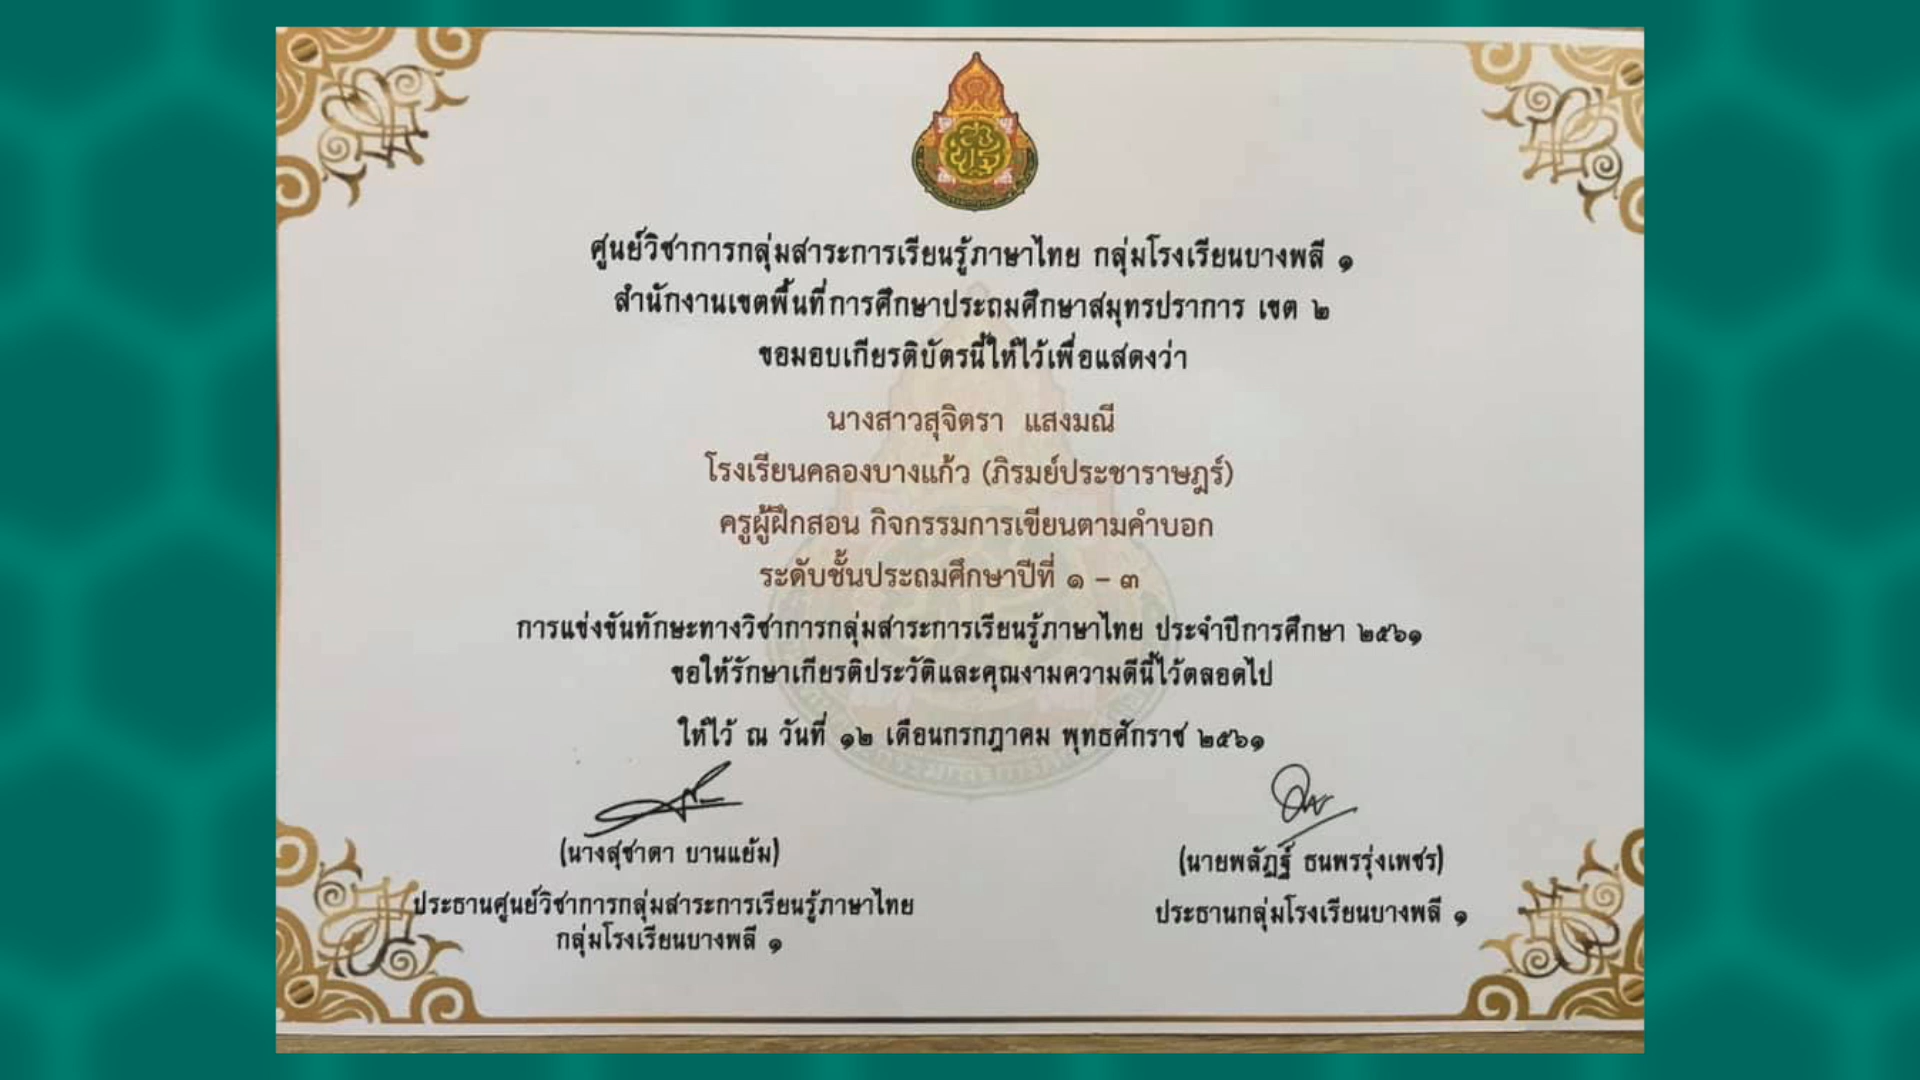 ศูนย์วิชาการกลุ่มสาระการเรียนรู้ภาษาไทย กลุ่มโรงเรียนบางพลี ๑
สำนักงานเขตพื้นที่การศึกษาประถมศึกษาสมุทรปราการ เขต ๒
ขอมอบเกียรติบัตรนี้ให้ไว้เพื่อแสดงว่า
นางสาวสุจิตรา แสงมณี
โรงเรียนคลองบางแก้ว (ภิรมย์ประชาราษฎร์)
ครูผู้ฝึกสอน กิจกรรมการเขียนตามคำบอก
ระดับชั้นประถมศึกษาปีที่ ๑ – ๓
การแข่งขันทักษะทางวิชาการกลุ่มสาระการเรียนรู้ภาษาไทย ประจำปีการศึกษา ๒๕๖๑
ขอให้รักษาเกียรติประวัติและคุณงามความดีนี้ไว้ตลอดไป
ให้ไว้ ณ วันที่ ๑๒ เดือนกรกฎาคม พุทธศักราช ๒๕๖๑
(นางสุชาดา บานแย้ม)
ประธานศูนย์วิชาการกลุ่มสาระการเรียนรู้ภาษาไทย
กลุ่มโรงเรียนบางพลี ๑
(นายพลัฏฐ์ ธนพรรุ่งเพชร)
ประธานกลุ่มโรงเรียนบางพลี ๑